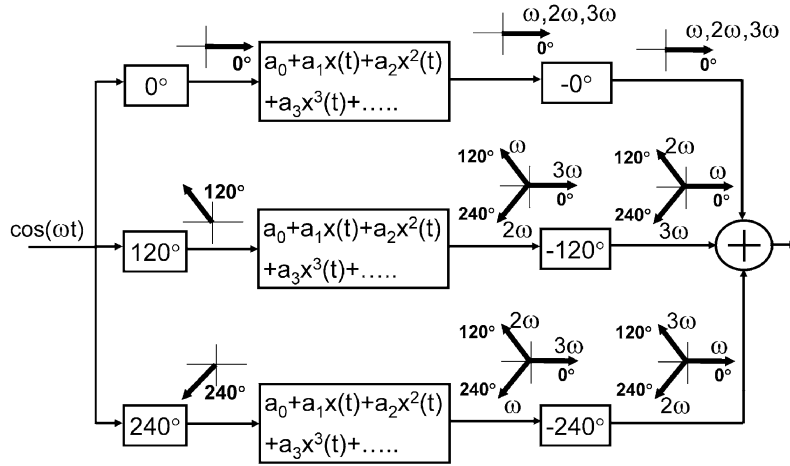 ω,2ω,3ω
0°
ω,2ω,3ω
0°
0°
0°
a₀+a₁x(t)+a₂x²(t)
+a₃x³(t)+.....
-0°
120°
120°
ω
3ω
0°
240°
2ω
120°
2ω
ω
0°
240°
3ω
cos(ωt)
120°
a₀+a₁x(t)+a₂x²(t)
+a₃x³(t)+.....
-120°
+
240°
120°
2ω
3ω
0°
240°
ω
120°
3ω
ω
0°
240°
2ω
240°
a₀+a₁x(t)+a₂x²(t)
+a₃x³(t)+.....
-240°